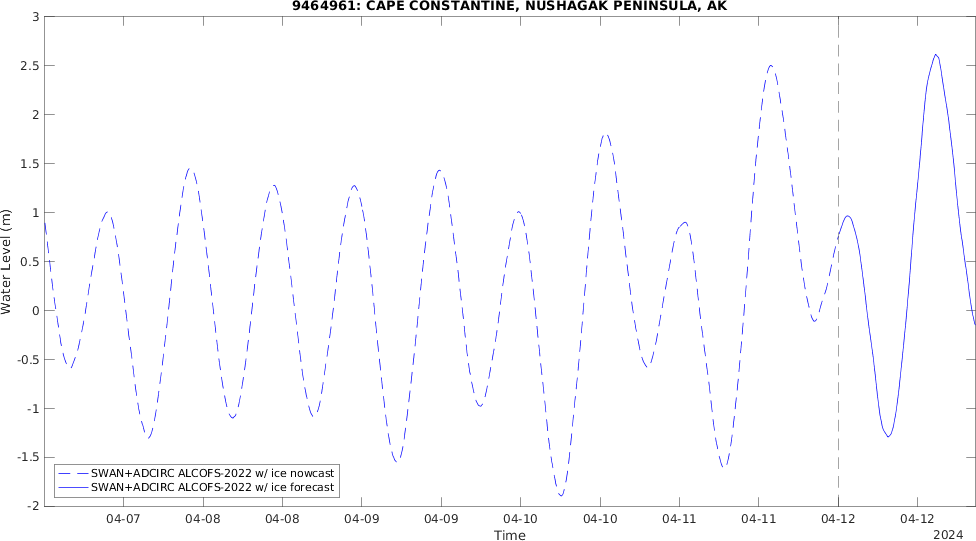 9464961: CAPE CONSTANTINE, NUSHAGAK PENINSULA, AK
3
2.5
2
1.5
1
0.5
0
-0.5
-1
-1.5
-2
Water Level (m)
SWAN+ADCIRC ALCOFS-2022 w/ ice nowcast
SWAN+ADCIRC ALCOFS-2022 w/ ice forecast
04-07 04-08 04-08 04-09 04-09 04-10 04-10 04-11 04-11 04-12 04-12
Time
2024